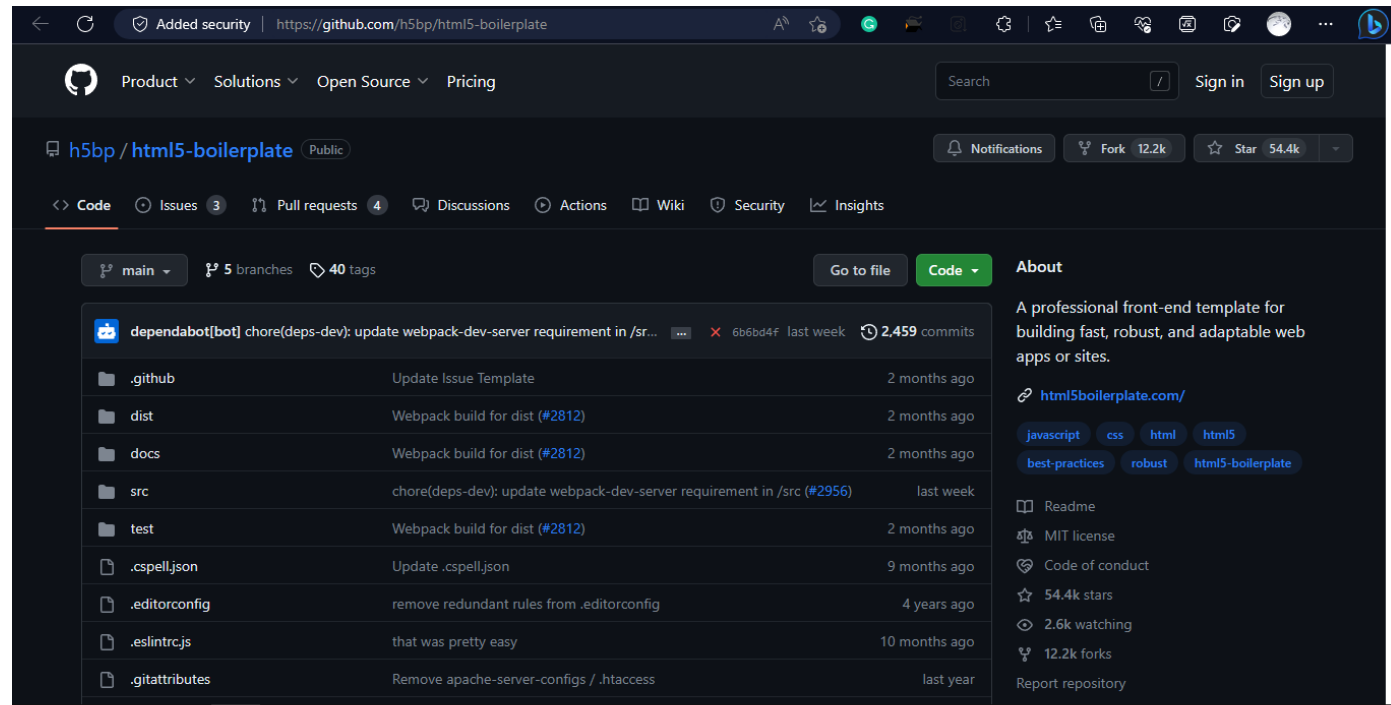 Added security | https://github.com/h5bp/html5-boilerplate
Product Solutions Open Source Pricing Search / Sign in Sign up
h5bp / html5-boilerplate Public Notifications Fork 12.2k Star 54.4k
<> Code Issues 3 Pull requests 4 Discussions Actions Wiki Security Insights
main 5 branches 40 tags Go to file Code
dependabot[bot] chore(deps-dev): update webpack-dev-server requirement in /sr... ... 6b6bd4f last week 2,459 commits
.github Update Issue Template 2 months ago
dist Webpack build for dist (#2812) 2 months ago
docs Webpack build for dist (#2812) 2 months ago
src chore(deps-dev): update webpack-dev-server requirement in /src (#2956) last week
test Webpack build for dist (#2812) 2 months ago
.cspell.json Update .cspell.json 9 months ago
.editorconfig remove redundant rules from .editorconfig 4 years ago
.eslintrc.js that was pretty easy 10 months ago
.gitattributes Remove apache-server-configs / .htaccess last year
About
A professional front-end template for
building fast, robust, and adaptable web
apps or sites.
html5boilerplate.com/
javascript css html html5
best-practices robust html5-boilerplate
Readme
MIT license
Code of conduct
54.4k stars
2.6k watching
12.2k forks
Report repository